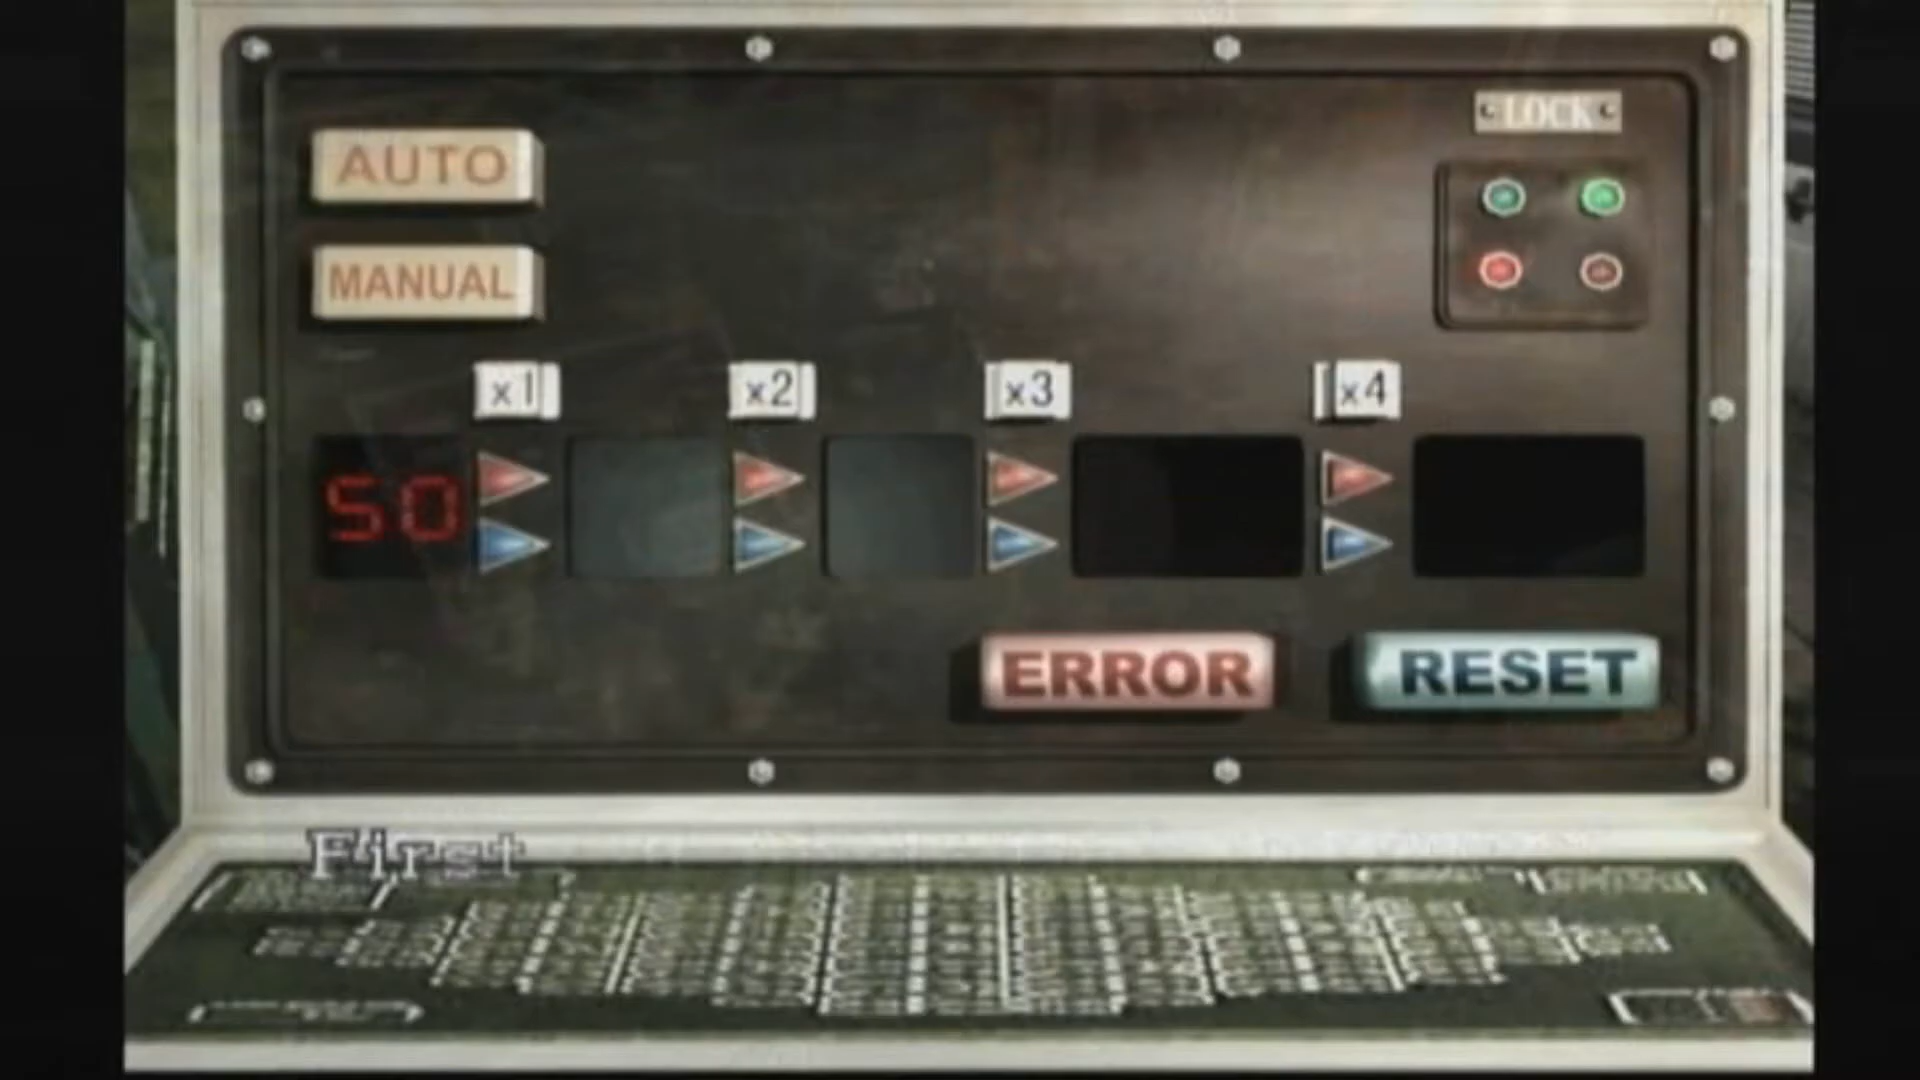 LOCK
AUTO
MANUAL
x1 x2 x3 x4
50
ERROR RESET
First